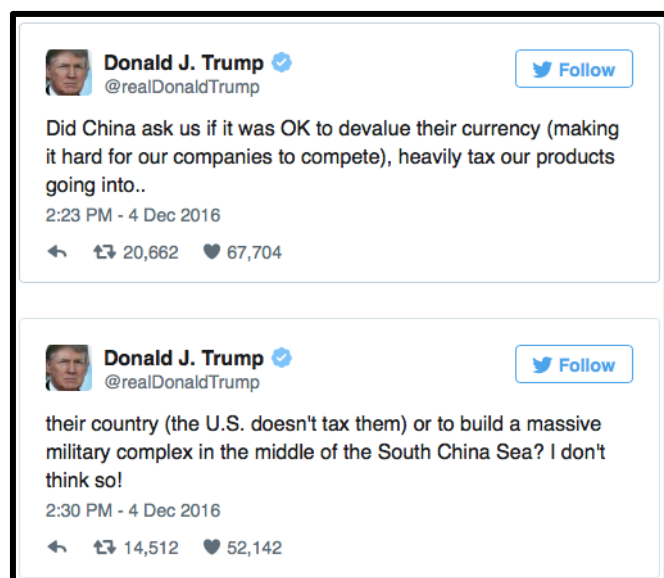 Donald J. Trump
Follow
@realDonaldTrump
Did China ask us if it was OK to devalue their currency (making
it hard for our companies to compete), heavily tax our products
going into..
2:23 PM - 4 Dec 2016
20,662 67,704
Donald J. Trump
Follow
@realDonaldTrump
their country (the U.S. doesn't tax them) or to build a massive
military complex in the middle of the South China Sea? I don't
think so!
2:30 PM - 4 Dec 2016
14,512 52,142